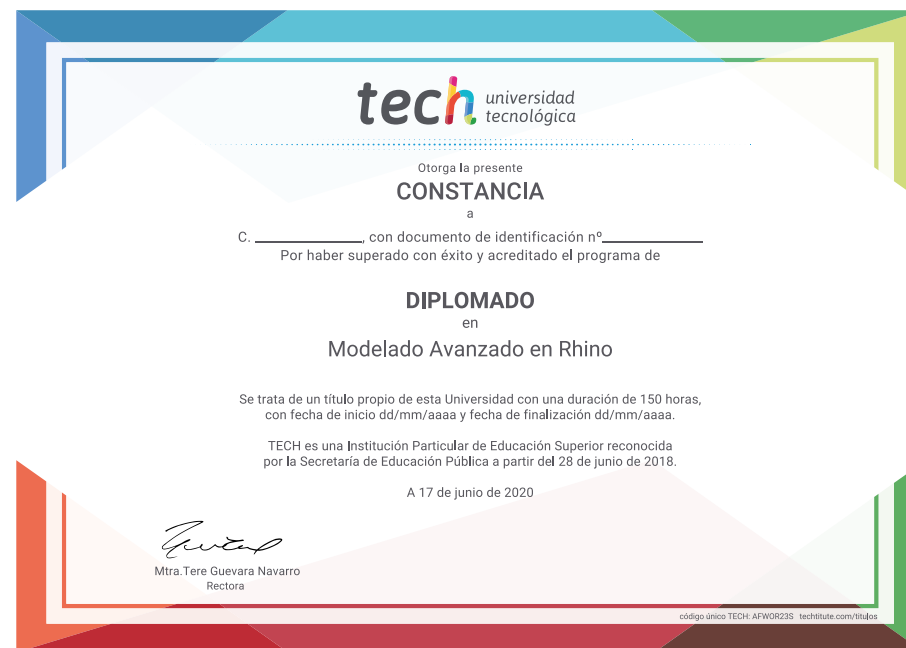 tech universidad
tecnológica
Otorga la presente
CONSTANCIA
a
C. ____________, con documento de identificación nº____________
Por haber superado con éxito y acreditado el programa de
DIPLOMADO
en
Modelado Avanzado en Rhino
Se trata de un título propio de esta Universidad con una duración de 150 horas,
con fecha de inicio dd/mm/aaaa y fecha de finalización dd/mm/aaaa.
TECH es una Institución Particular de Educación Superior reconocida
por la Secretaría de Educación Pública a partir del 28 de junio de 2018.
A 17 de junio de 2020
Mtra.Tere Guevara Navarro
Rectora
código único TECH: AFWOR23S techtitute.com/titulos